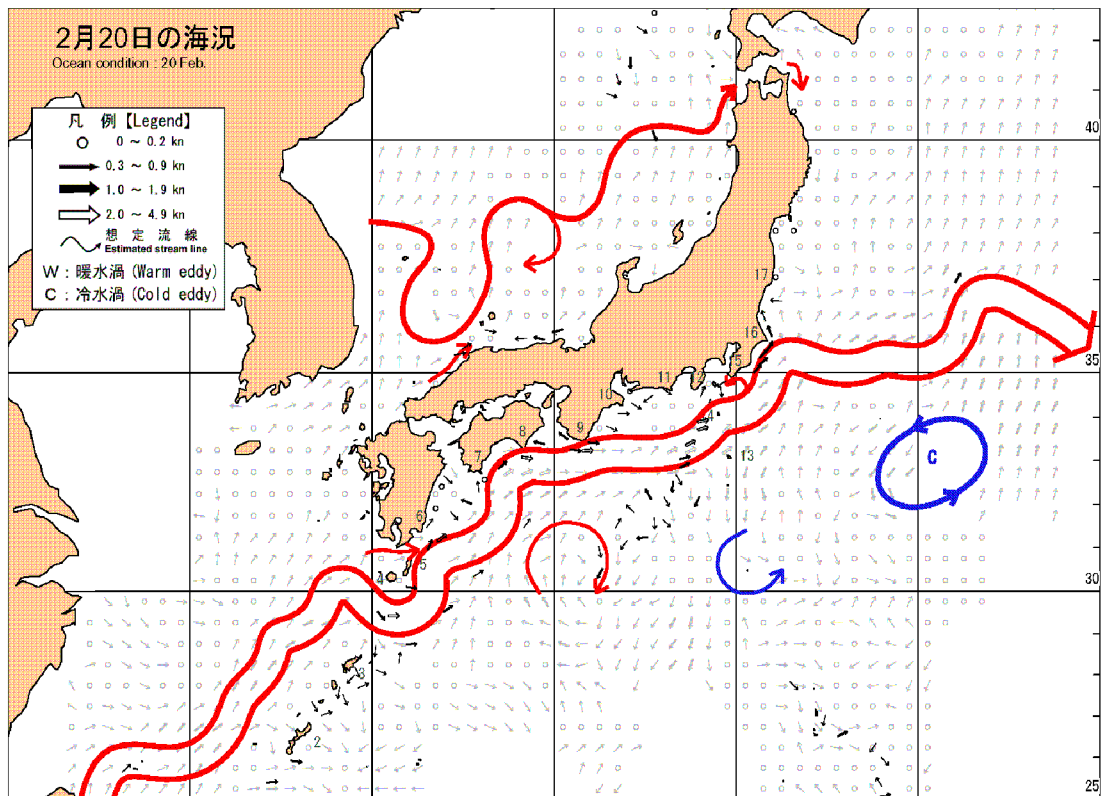 2月20日の海況
Ocean condition : 20 Feb.
凡 例【Legend】
0 ～ 0.2 kn
0.3 ～ 0.9 kn
1.0 ～ 1.9 kn
2.0 ～ 4.9 kn
想 定 流 線
Estimated stream line
W : 暖水渦 (Warm eddy)
C : 冷水渦 (Cold eddy)
40
17
16
35
15
12
11
10
14
9
8
7
13
C
6
5
4
30
3
2
25